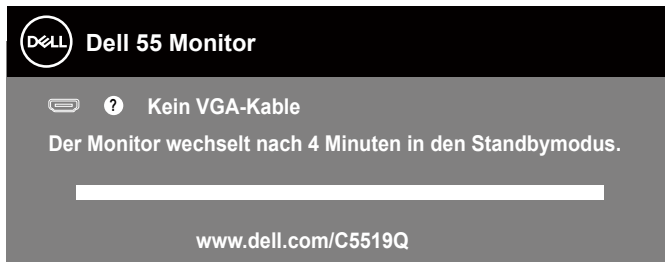 DELL Dell 55 Monitor
? Kein VGA-Kable
Der Monitor wechselt nach 4 Minuten in den Standbymodus.
www.dell.com/C5519Q